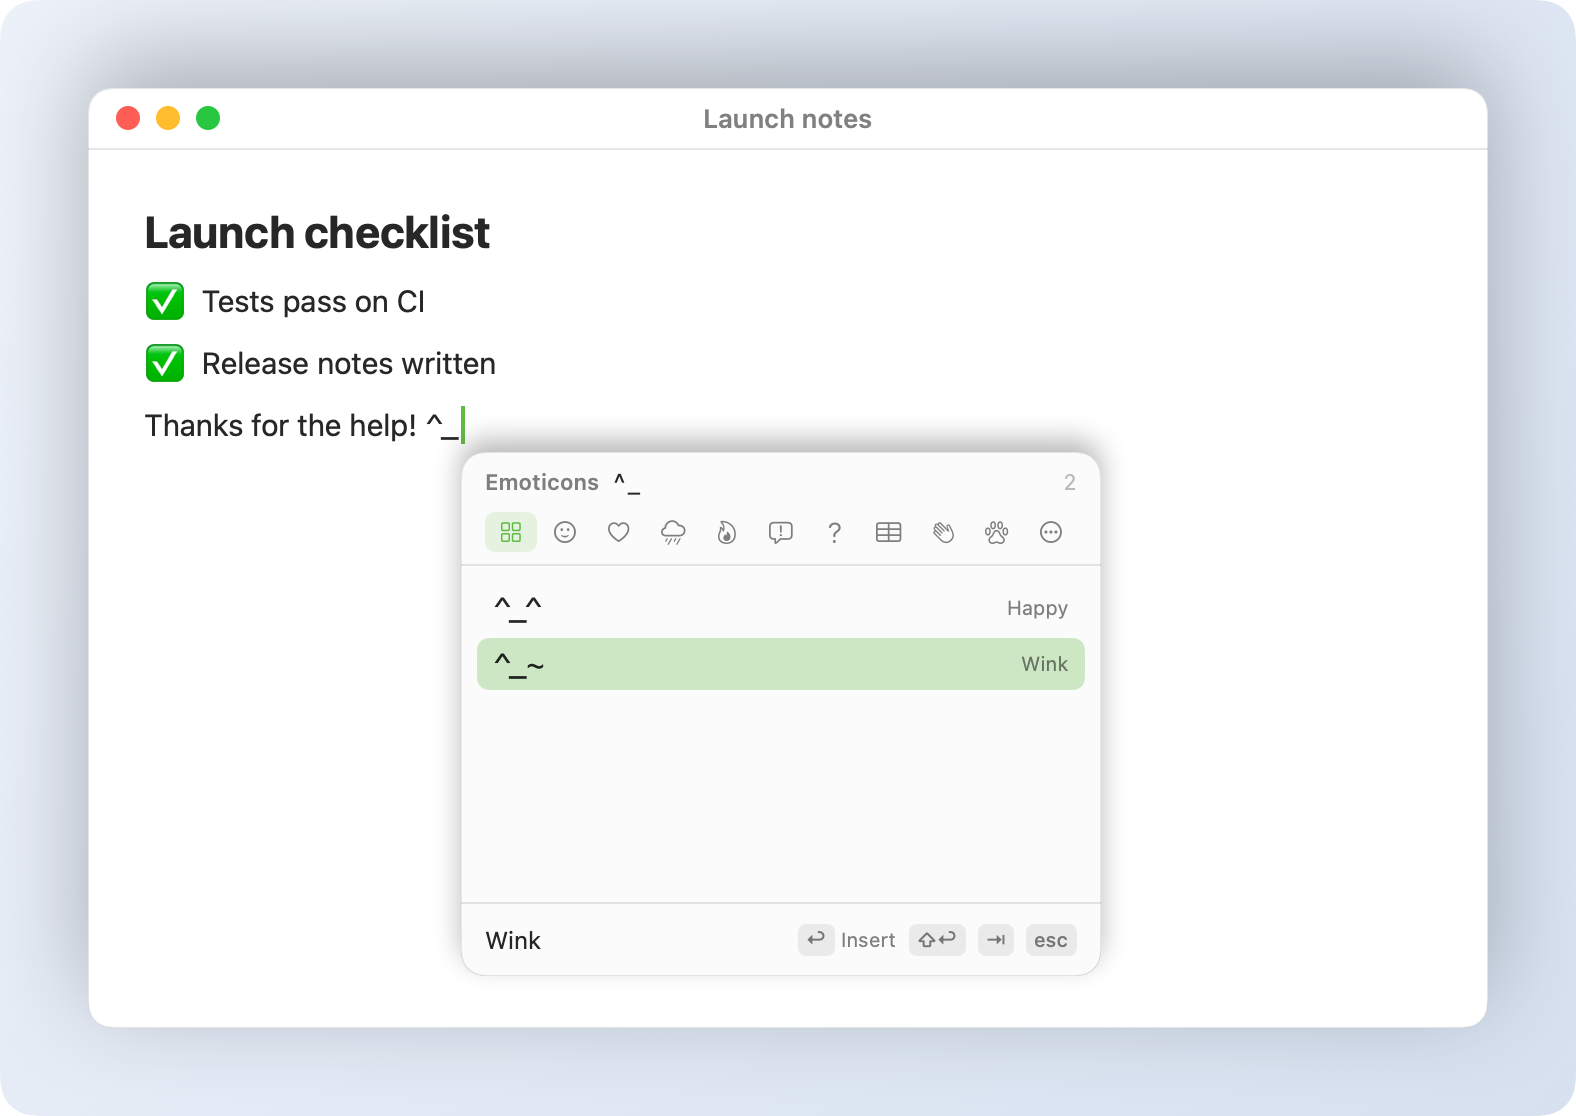 Launch notes
Launch checklist
✅ Tests pass on CI
✅ Release notes written
Thanks for the help! ^_
Emoticons ^_ 2
^_^ Happy
^_~ Wink
Wink ↩ Insert ⇧↩ ⇥ esc